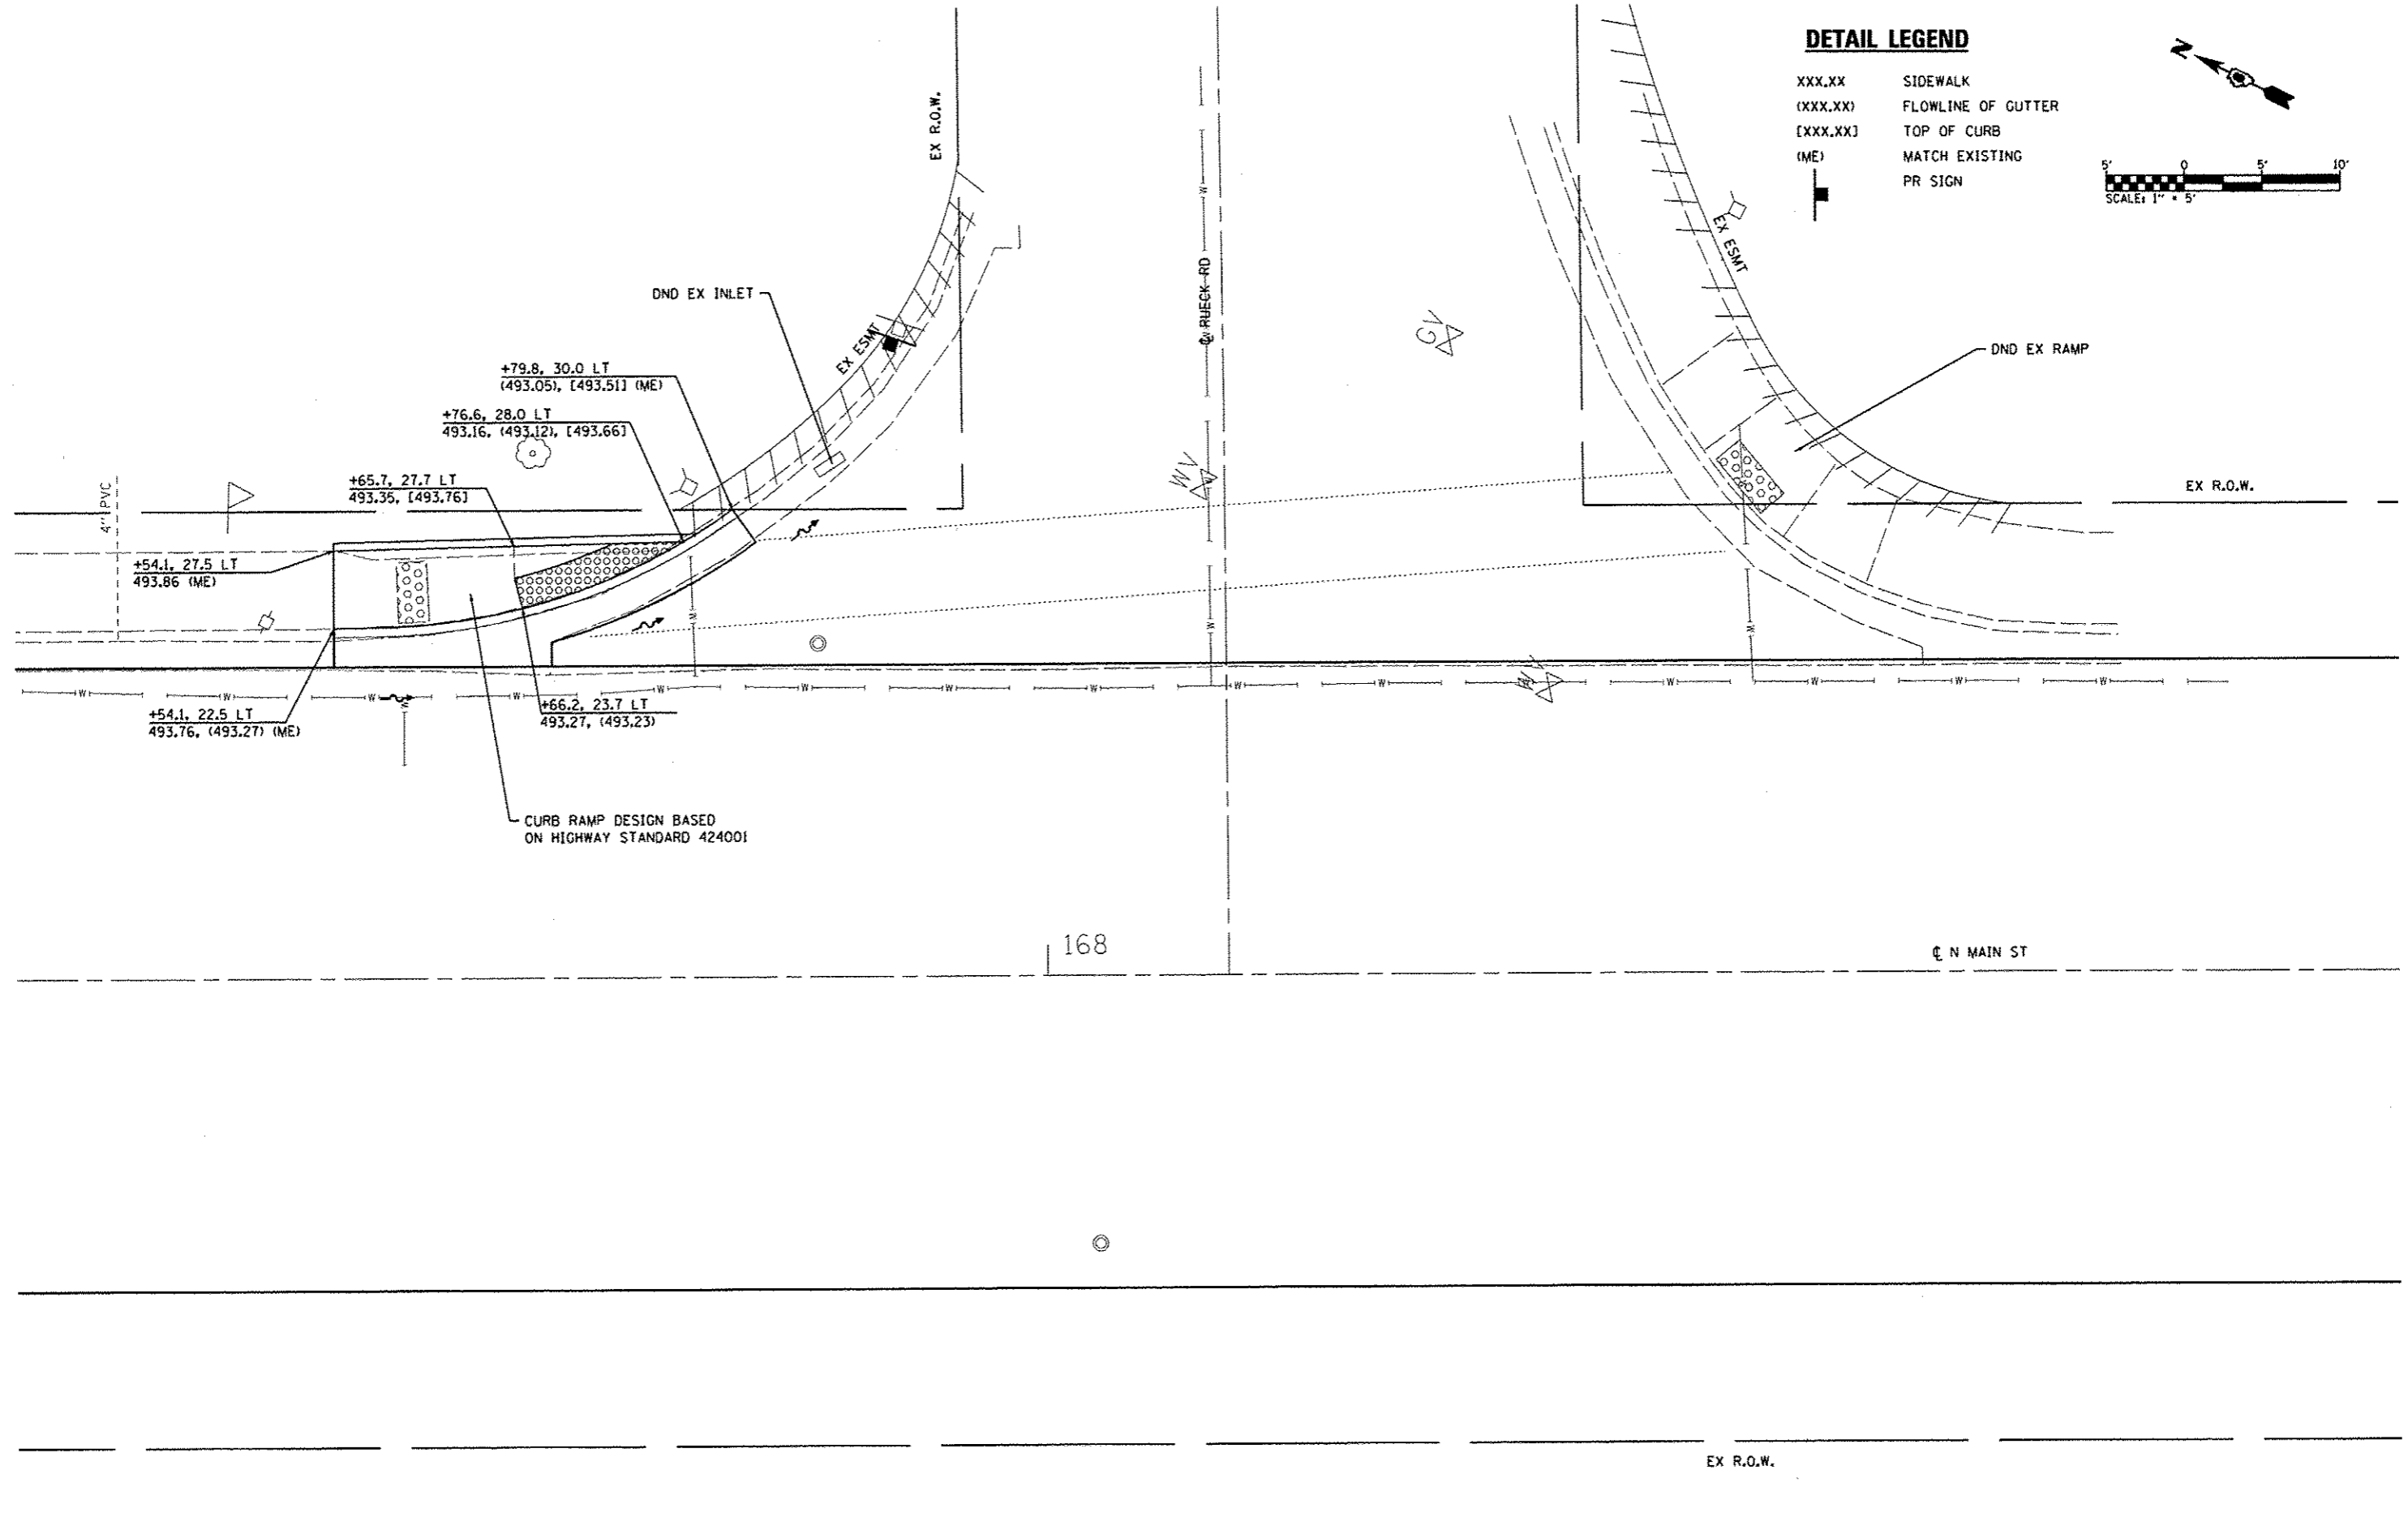 DETAIL LEGEND
N
XXX.XX SIDEWALK
(XXX.XX) FLOWLINE OF GUTTER
[XXX.XX] TOP OF CURB
(ME) MATCH EXISTING
PR SIGN
5' 0 5' 10'
SCALE: 1" = 5'
EX R.O.W.
W
℄ RUECK RD
EX ESMT
DND EX INLET
EX ESMT
GV
DND EX RAMP
+79.8, 30.0 LT
(493.05), [493.51] (ME)
+76.6, 28.0 LT
493.16, (493.12), [493.66]
+65.7, 27.7 LT
493.35, [493.76]
4" PVC
WV
W
EX R.O.W.
+54.1, 27.5 LT
493.86 (ME)
W W W
W W W W W W W W W W W W W W
WV
+54.1, 22.5 LT
493.76, (493.27) (ME)
W
+66.2, 23.7 LT
493.27, (493.23)
CURB RAMP DESIGN BASED
ON HIGHWAY STANDARD 424001
168
℄ N MAIN ST
EX R.O.W.